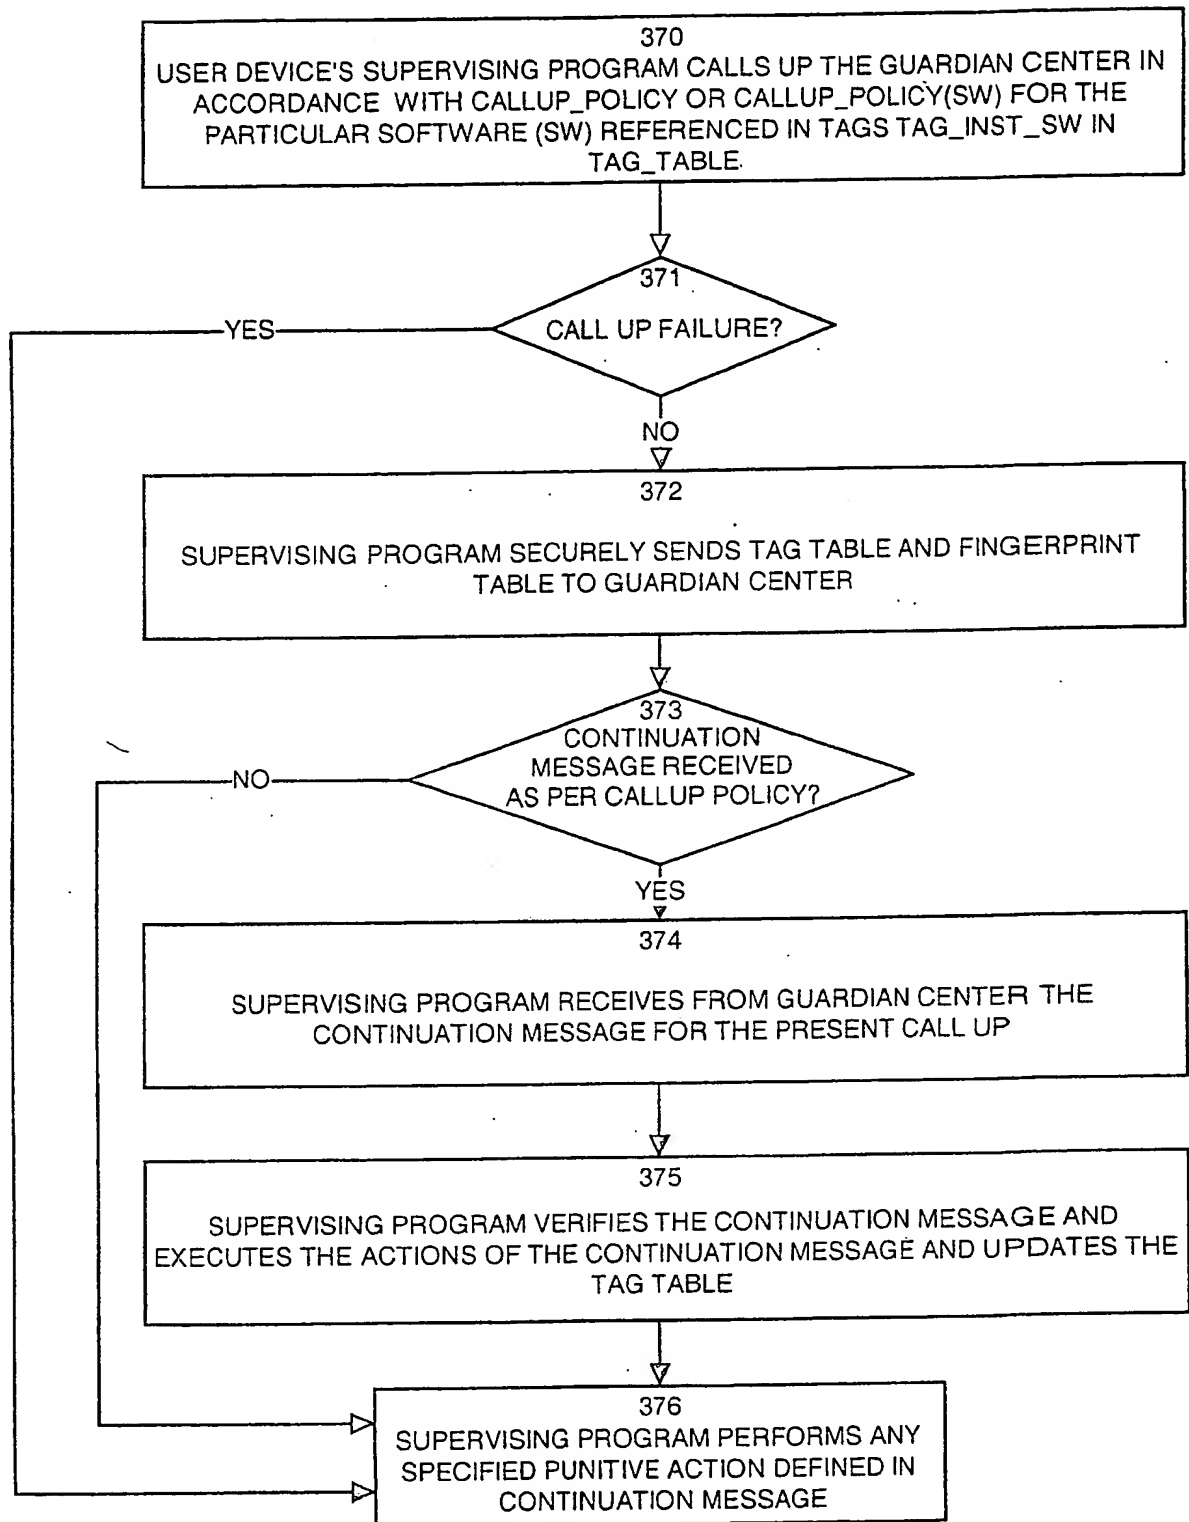 370
USER DEVICE'S SUPERVISING PROGRAM CALLS UP THE GUARDIAN CENTER IN
ACCORDANCE WITH CALLUP_POLICY OR CALLUP_POLICY(SW) FOR THE
PARTICULAR SOFTWARE (SW) REFERENCED IN TAGS TAG_INST_SW IN
TAG_TABLE.
371
CALL UP FAILURE?
YES
NO
372
SUPERVISING PROGRAM SECURELY SENDS TAG TABLE AND FINGERPRINT
TABLE TO GUARDIAN CENTER
373
CONTINUATION
MESSAGE RECEIVED
AS PER CALLUP POLICY?
NO
YES
374
SUPERVISING PROGRAM RECEIVES FROM GUARDIAN CENTER THE
CONTINUATION MESSAGE FOR THE PRESENT CALL UP
375
SUPERVISING PROGRAM VERIFIES THE CONTINUATION MESSAGE AND
EXECUTES THE ACTIONS OF THE CONTINUATION MESSAGE AND UPDATES THE
TAG TABLE
376
SUPERVISING PROGRAM PERFORMS ANY
SPECIFIED PUNITIVE ACTION DEFINED IN
CONTINUATION MESSAGE